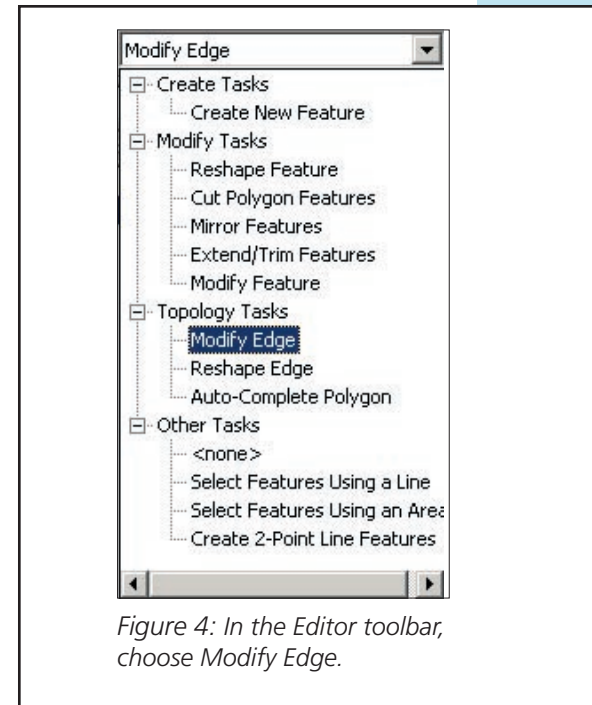 Modify Edge
Create Tasks
Create New Feature
Modify Tasks
Reshape Feature
Cut Polygon Features
Mirror Features
Extend/Trim Features
Modify Feature
Topology Tasks
Modify Edge
Reshape Edge
Auto-Complete Polygon
Other Tasks
<none>
Select Features Using a Line
Select Features Using an Area
Create 2-Point Line Features
Figure 4: In the Editor toolbar,
choose Modify Edge.